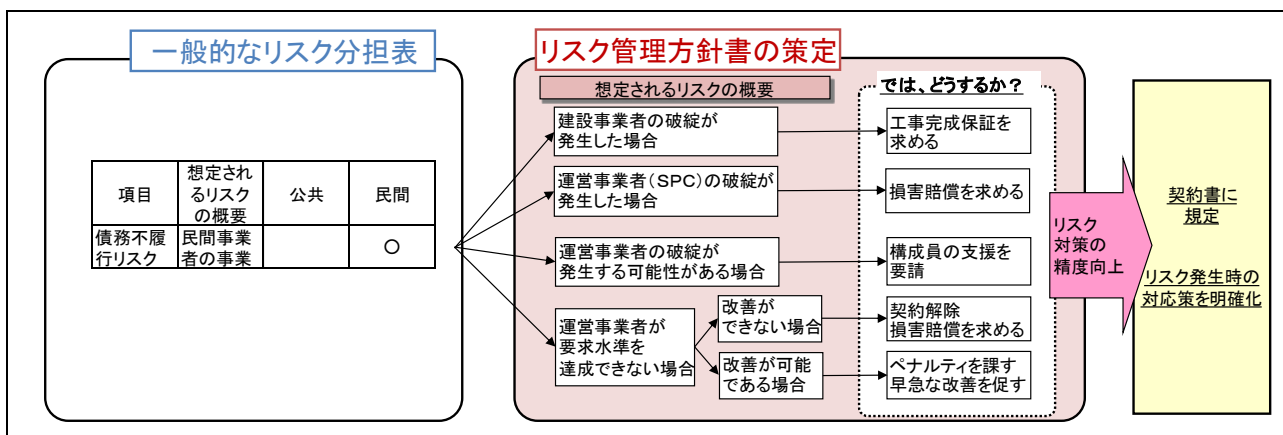 一般的なリスク分担表
項目
想定され
るリスク
の概要
公共
民間
債務不履
行リスク
民間事業
者の事業
○
リスク管理方針書の策定
想定されるリスクの概要
では、どうするか？
建設事業者の破綻が
発生した場合
工事完成保証を
求める
運営事業者（SPC）の破綻が
発生した場合
損害賠償を求める
運営事業者の破綻が
発生する可能性がある場合
構成員の支援を
要請
運営事業者が
要求水準を
達成できない場合
改善が
できない場合
契約解除
損害賠償を求める
改善が可能
である場合
ペナルティを課す
早急な改善を促す
リスク
対策の
精度向上
契約書に
規定
リスク発生時の
対応策を明確化